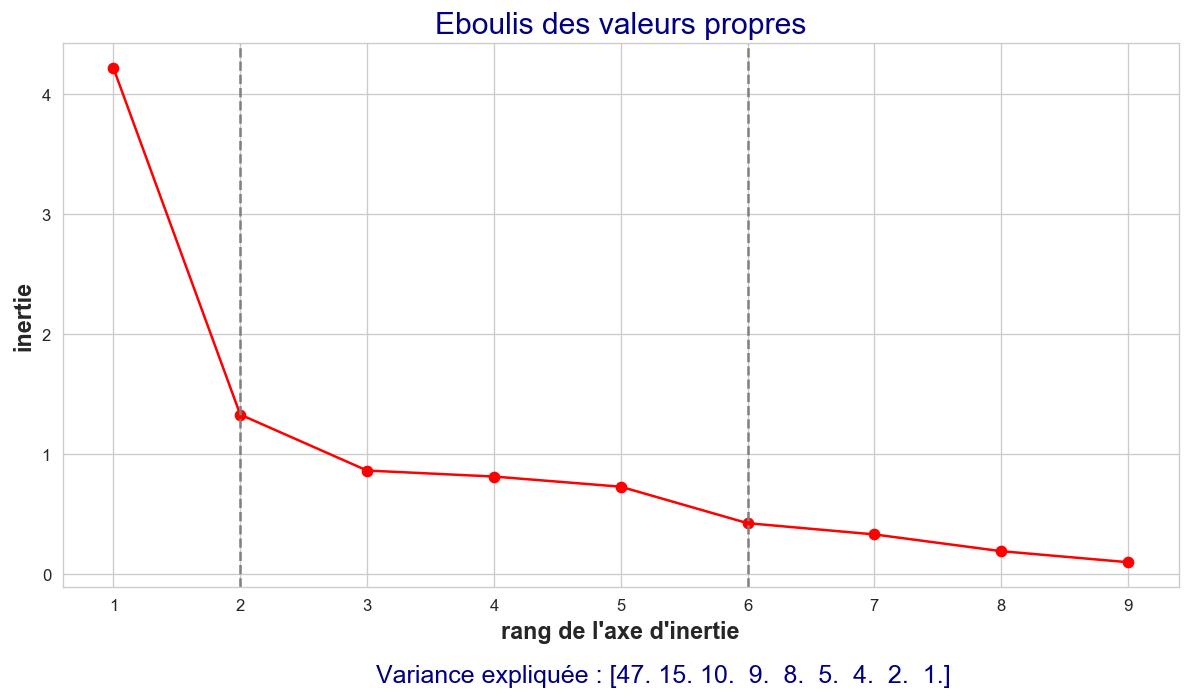 Eboulis des valeurs propres
4
3
2
1
0
inertie
1 2 3 4 5 6 7 8 9
rang de l'axe d'inertie
Variance expliquée : [47. 15. 10.  9.  8.  5.  4.  2.  1.]